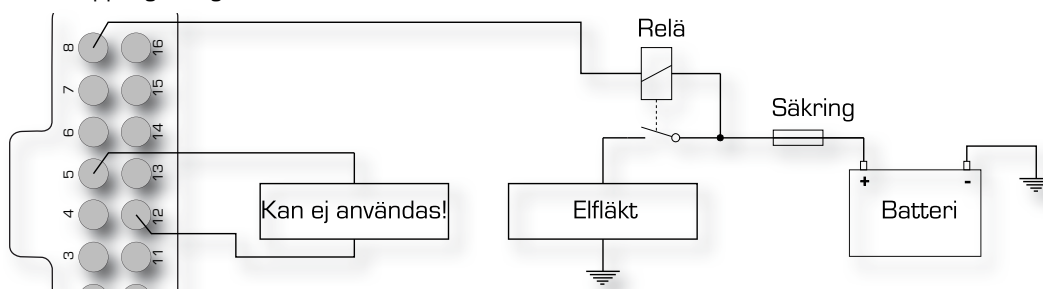 Relä
Säkring
8 16
7 15
6 14
5 13
4 12
3 11
Kan ej användas!
Elfläkt
+ -
Batteri